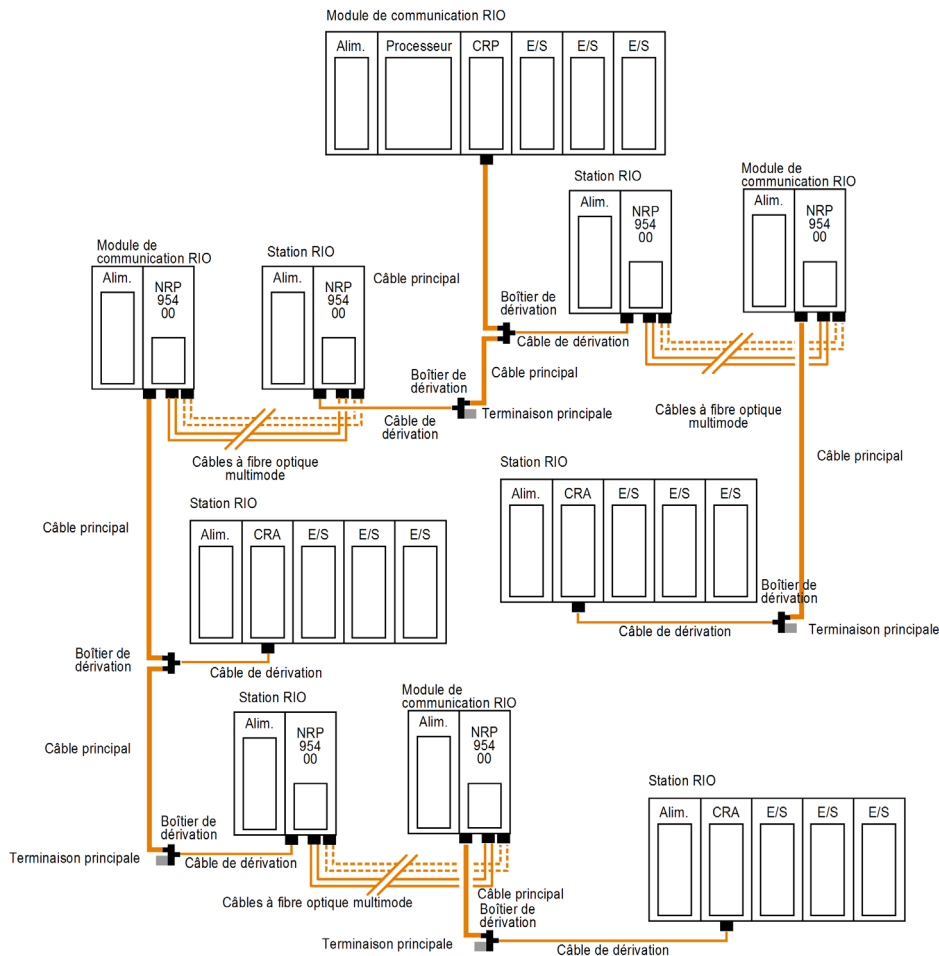 Module de communication RIO
Alim. Processeur CRP E/S E/S E/S
Station RIO
Alim.
NRP
954
00
Module de
communication RIO
Alim.
NRP
954
00
Module de
communication RIO
Alim.
NRP
954
00
Station RIO
Alim.
NRP
954
00
Câble principal
Boîtier de
dérivation
Câble de dérivation
Câble principal
Boîtier de
dérivation
Terminaison principale
Câble de
dérivation
Câbles à fibre optique
multimode
Câbles à fibre optique
multimode
Câble principal
Station RIO
Alim. CRA E/S E/S E/S
Boîtier de
dérivation
Câble de dérivation
Terminaison principale
Câble principal
Station RIO
Alim. CRA E/S E/S E/S
Boîtier de
dérivation
Câble de dérivation
Câble principal
Station RIO
Alim.
NRP
954
00
Module de
communication RIO
Alim.
NRP
954
00
Boîtier de
dérivation
Terminaison principale
Câble de dérivation
Câbles à fibre optique multimode
Câble principal
Boîtier de
dérivation
Terminaison principale
Câble de dérivation
Station RIO
Alim. CRA E/S E/S E/S